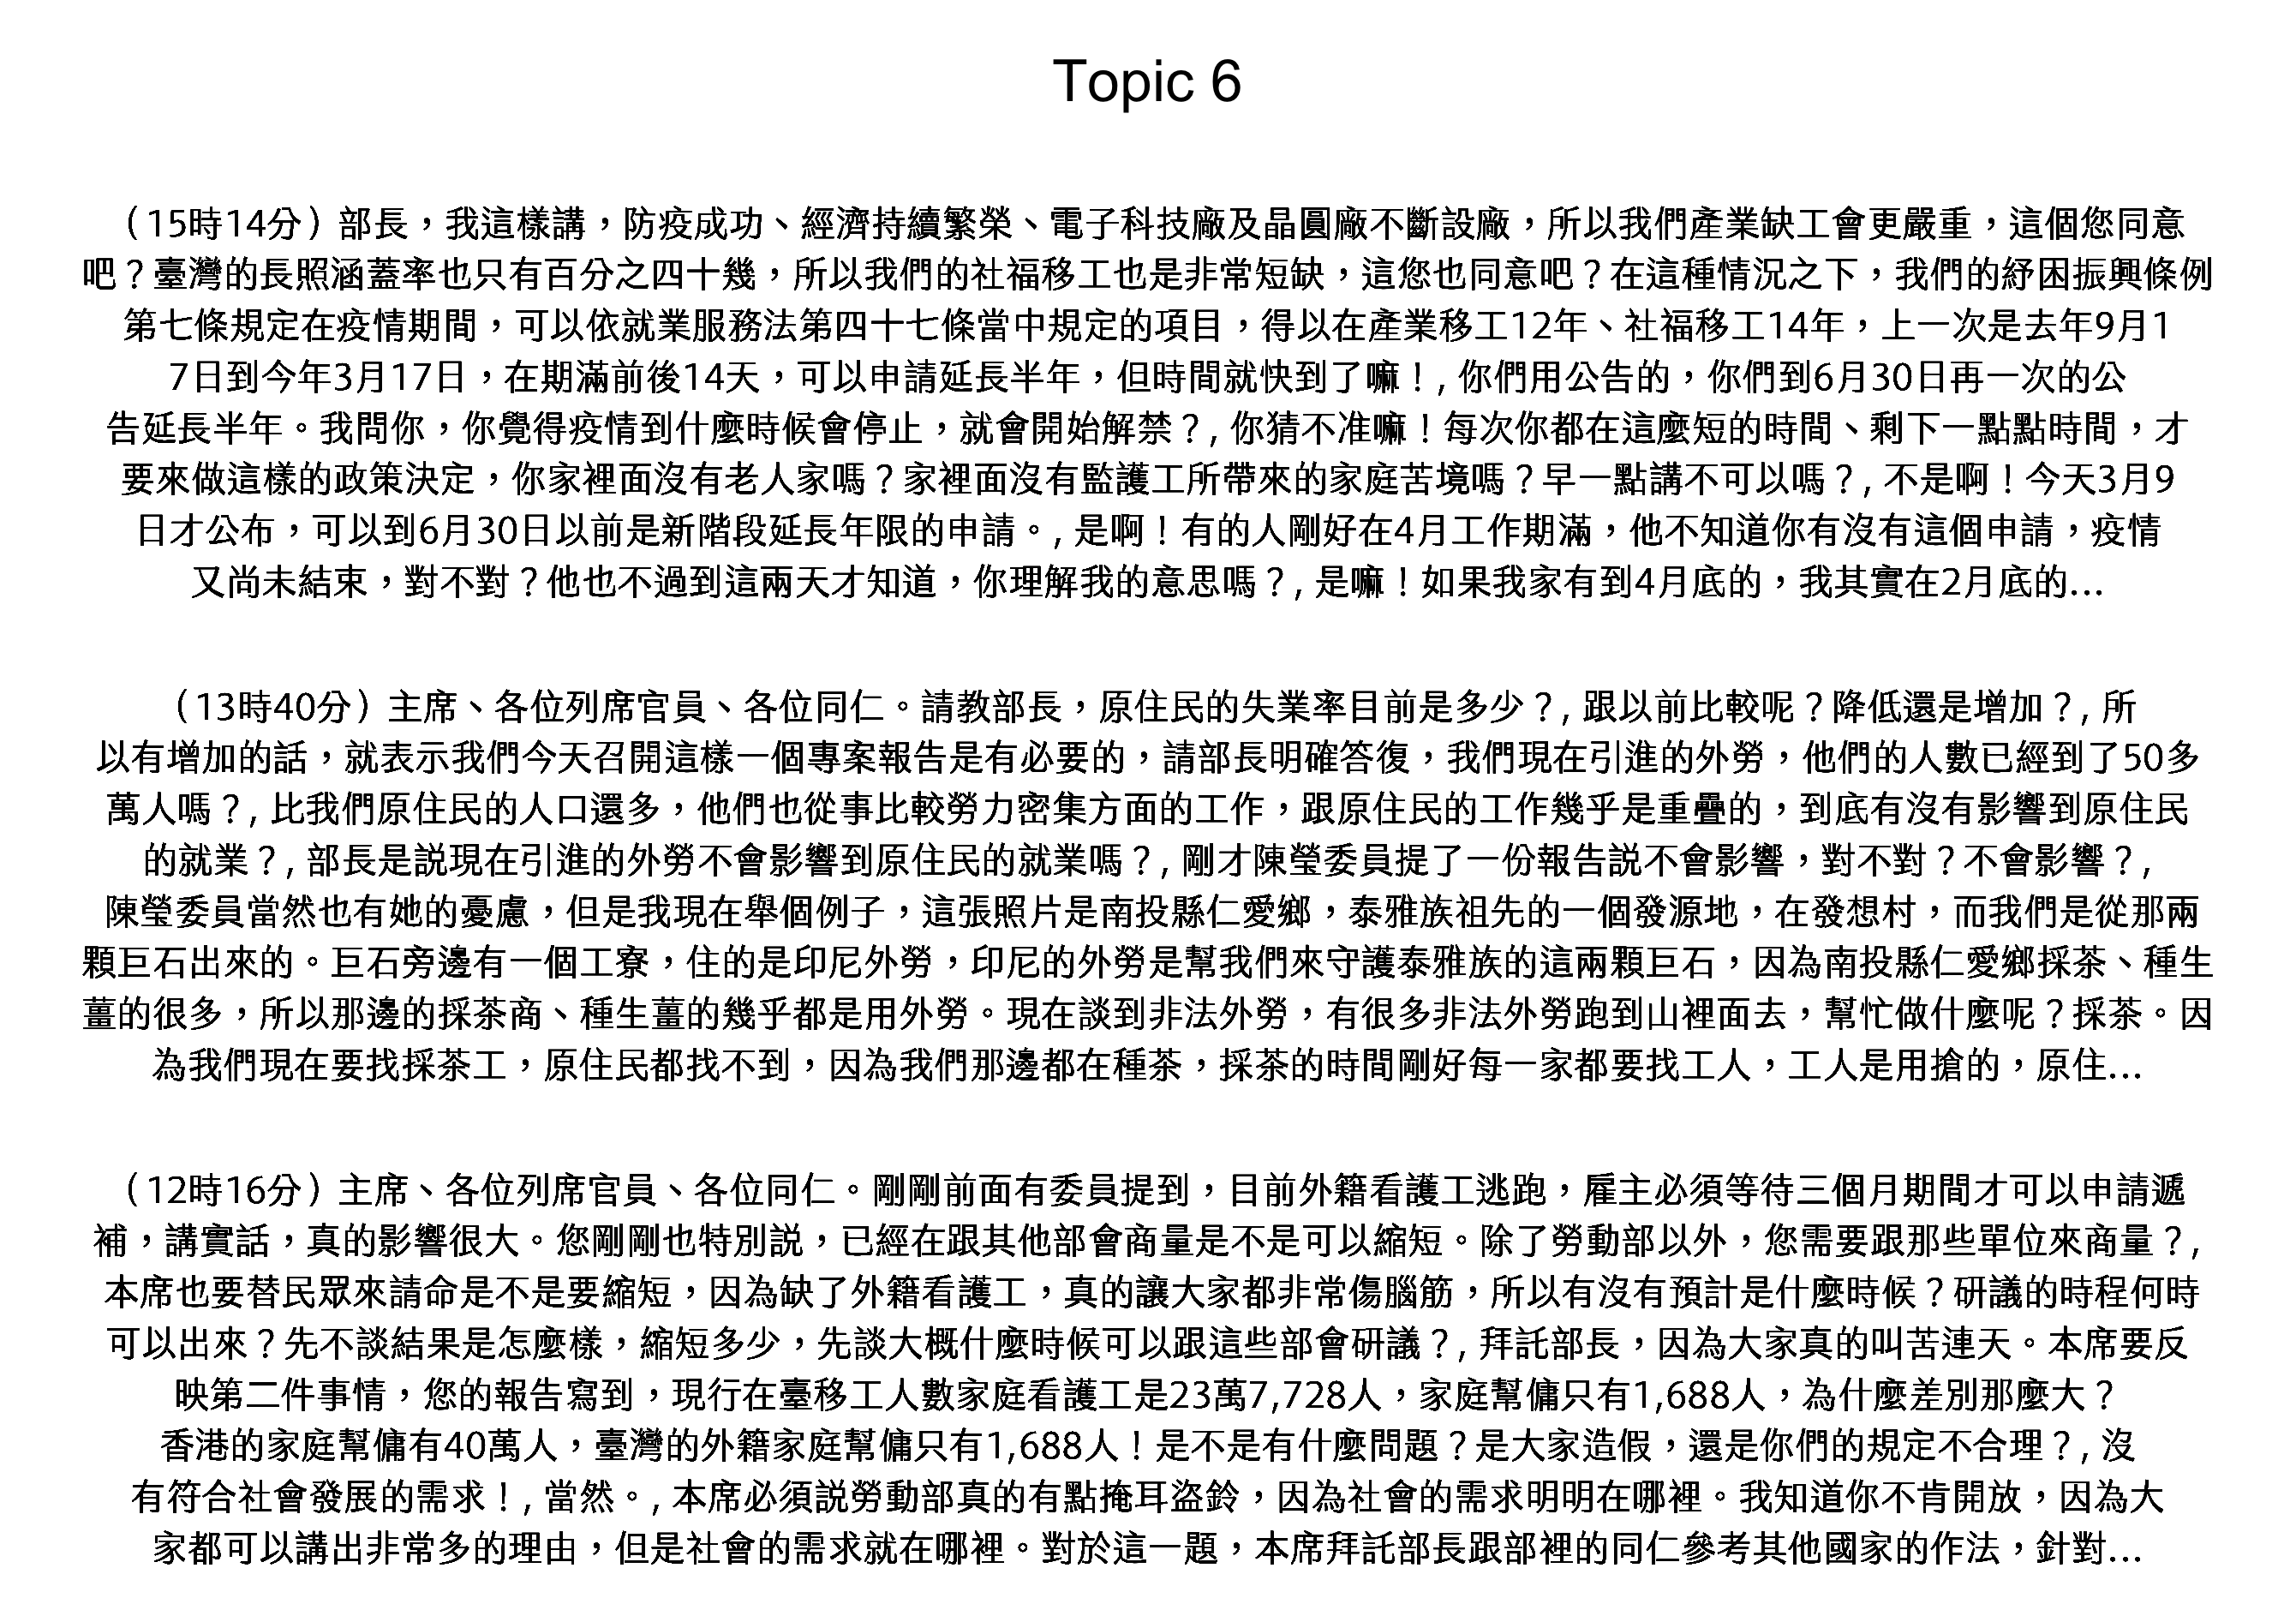 Topic 6
（15時14分）部長，我這樣講，防疫成功、經濟持續繁榮、電子科技廠及晶圓廠不斷設廠，所以我們產業缺工會更嚴重，這個您同意
吧？臺灣的長照涵蓋率也只有百分之四十幾，所以我們的社福移工也是非常短缺，這您也同意吧？在這種情況之下，我們的紓困振興條例
第七條規定在疫情期間，可以依就業服務法第四十七條當中規定的項目，得以在產業移工12年、社福移工14年，上一次是去年9月1
7日到今年3月17日，在期滿前後14天，可以申請延長半年，但時間就快到了嘛！, 你們用公告的，你們到6月30日再一次的公
告延長半年。我問你，你覺得疫情到什麼時候會停止，就會開始解禁？, 你猜不准嘛！每次你都在這麼短的時間、剩下一點點時間，才
要來做這樣的政策決定，你家裡面沒有老人家嗎？家裡面沒有監護工所帶來的家庭苦境嗎？早一點講不可以嗎？, 不是啊！今天3月9
日才公布，可以到6月30日以前是新階段延長年限的申請。, 是啊！有的人剛好在4月工作期滿，他不知道你有沒有這個申請，疫情
又尚未結束，對不對？他也不過到這兩天才知道，你理解我的意思嗎？, 是嘛！如果我家有到4月底的，我其實在2月底的...
（13時40分）主席、各位列席官員、各位同仁。請教部長，原住民的失業率目前是多少？, 跟以前比較呢？降低還是增加？, 所
以有增加的話，就表示我們今天召開這樣一個專案報告是有必要的，請部長明確答復，我們現在引進的外勞，他們的人數已經到了50多
萬人嗎？, 比我們原住民的人口還多，他們也從事比較勞力密集方面的工作，跟原住民的工作幾乎是重疊的，到底有沒有影響到原住民
的就業？, 部長是說現在引進的外勞不會影響到原住民的就業嗎？, 剛才陳瑩委員提了一份報告說不會影響，對不對？不會影響？,
陳瑩委員當然也有她的憂慮，但是我現在舉個例子，這張照片是南投縣仁愛鄉，泰雅族祖先的一個發源地，在發想村，而我們是從那兩
顆巨石出來的。巨石旁邊有一個工寮，住的是印尼外勞，印尼的外勞是幫我們來守護泰雅族的這兩顆巨石，因為南投縣仁愛鄉採茶、種生
薑的很多，所以那邊的採茶商、種生薑的幾乎都是用外勞。現在談到非法外勞，有很多非法外勞跑到山裡面去，幫忙做什麼呢？採茶。因
為我們現在要找採茶工，原住民都找不到，因為我們那邊都在種茶，採茶的時間剛好每一家都要找工人，工人是用搶的，原住...
（12時16分）主席、各位列席官員、各位同仁。剛剛前面有委員提到，目前外籍看護工逃跑，雇主必須等待三個月期間才可以申請遞
補，講實話，真的影響很大。您剛剛也特別說，已經在跟其他部會商量是不是可以縮短。除了勞動部以外，您需要跟那些單位來商量？,
本席也要替民眾來請命是不是要縮短，因為缺了外籍看護工，真的讓大家都非常傷腦筋，所以有沒有預計是什麼時候？研議的時程何時
可以出來？先不談結果是怎麼樣，縮短多少，先談大概什麼時候可以跟這些部會研議？, 拜託部長，因為大家真的叫苦連天。本席要反
映第二件事情，您的報告寫到，現行在臺移工人數家庭看護工是23萬7,728人，家庭幫傭只有1,688人，為什麼差別那麼大？
香港的家庭幫傭有40萬人，臺灣的外籍家庭幫傭只有1,688人！是不是有什麼問題？是大家造假，還是你們的規定不合理？, 沒
有符合社會發展的需求！, 當然。, 本席必須說勞動部真的有點掩耳盜鈴，因為社會的需求明明在哪裡。我知道你不肯開放，因為大
家都可以講出非常多的理由，但是社會的需求就在哪裡。對於這一題，本席拜託部長跟部裡的同仁參考其他國家的作法，針對...